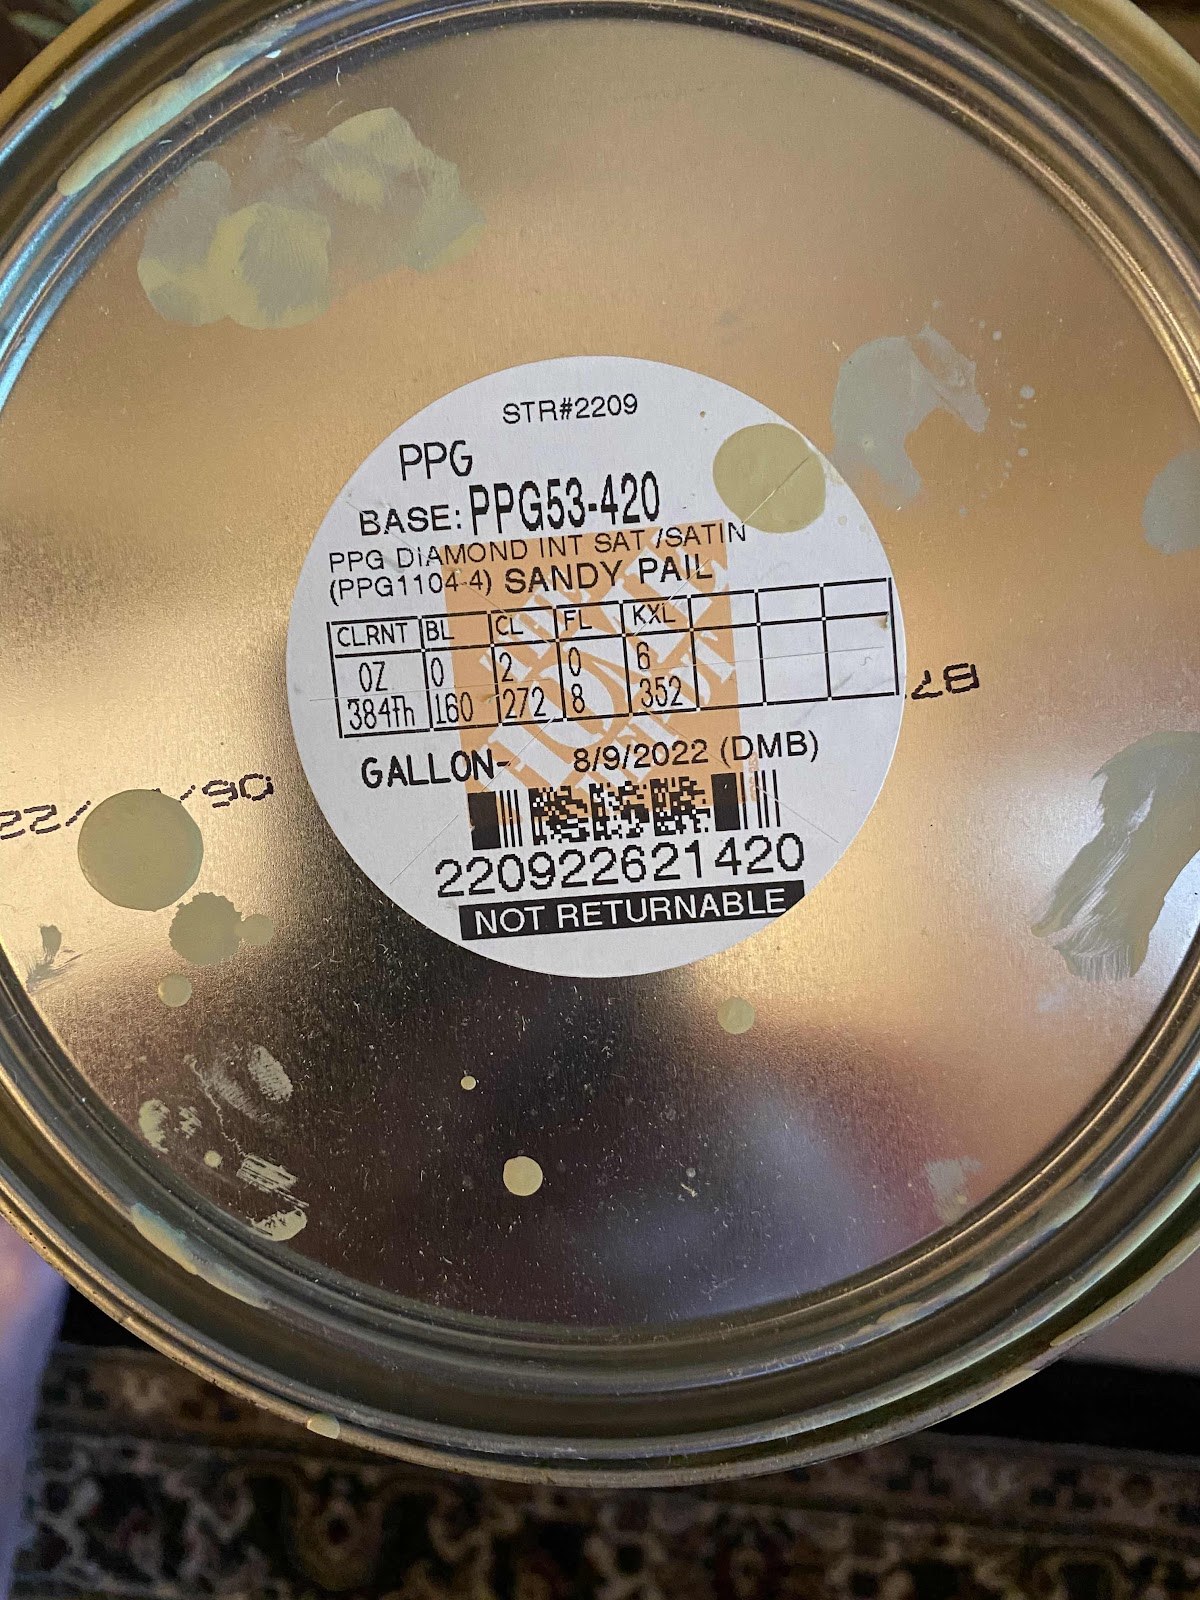 STR#2209
PPG
BASE: PPG53-420
PPG DIAMOND INT SAT /SATIN
(PPG1104-4) SANDY PAIL
CLRNT BL CL FL KXL
OZ 0 2 0 6
384th 160 272 8 352
GALLON- 8/9/2022 (DMB)
220922621420
NOT RETURNABLE